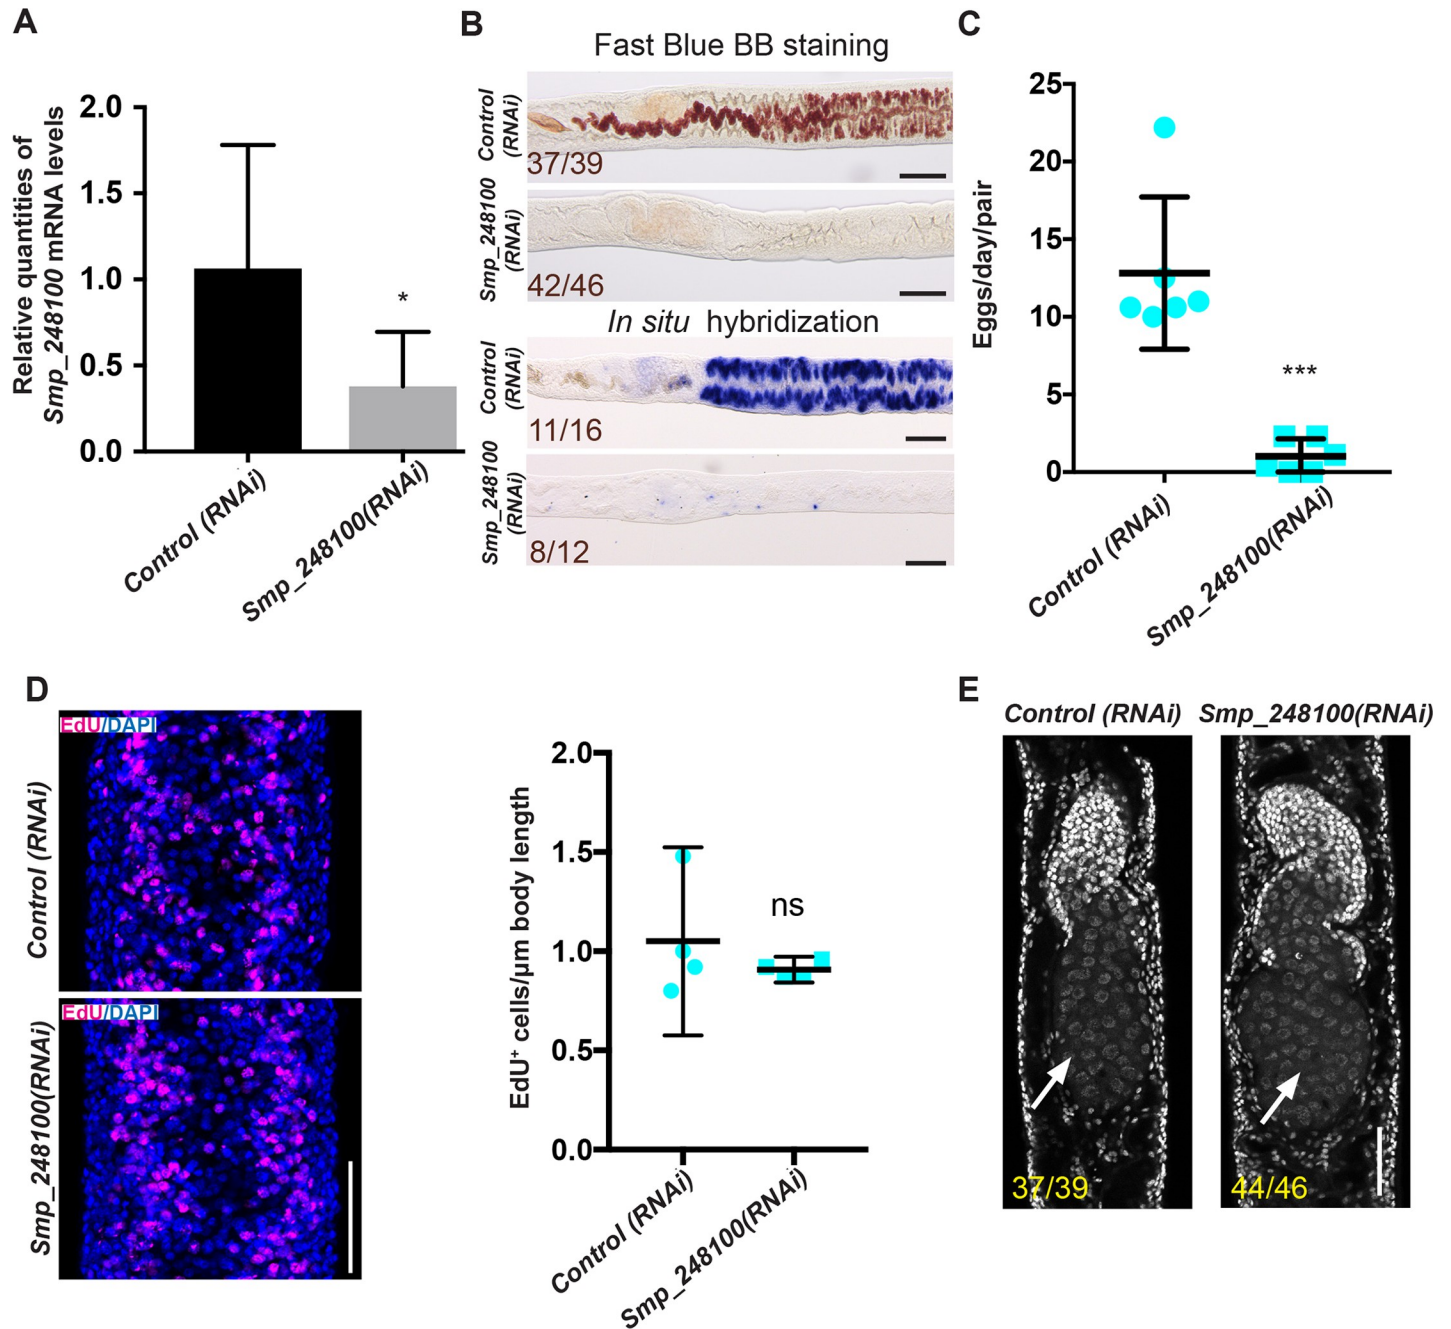 A
Relative quantities of
Smp_248100 mRNA levels
2.0
1.5
1.0
0.5
0.0
*
Control (RNAi)
Smp_248100(RNAi)
B
Fast Blue BB staining
Control
(RNAi)
37/39
Smp_248100
(RNAi)
42/46
In situ hybridization
Control
(RNAi)
11/16
Smp_248100
(RNAi)
8/12
C
Eggs/day/pair
25
20
15
10
5
0
***
Control (RNAi)
Smp_248100(RNAi)
D
EdU/DAPI
Control (RNAi)
EdU/DAPI
Smp_248100(RNAi)
EdU⁺ cells/μm body length
2.0
1.5
1.0
0.5
0.0
ns
Control (RNAi)
Smp_248100(RNAi)
E
Control (RNAi)
Smp_248100(RNAi)
37/39
44/46